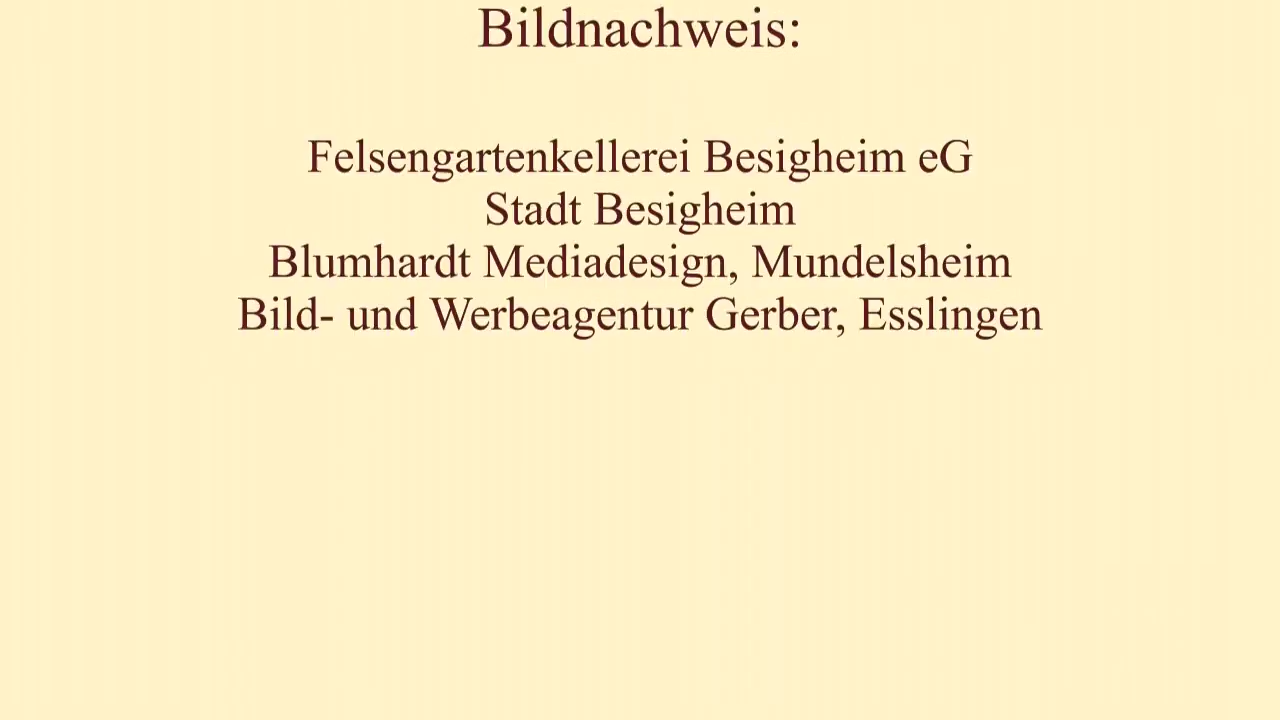 Bildnachweis:
Felsengartenkellerei Besigheim eG
Stadt Besigheim
Blumhardt Mediadesign, Mundelsheim
Bild- und Werbeagentur Gerber, Esslingen